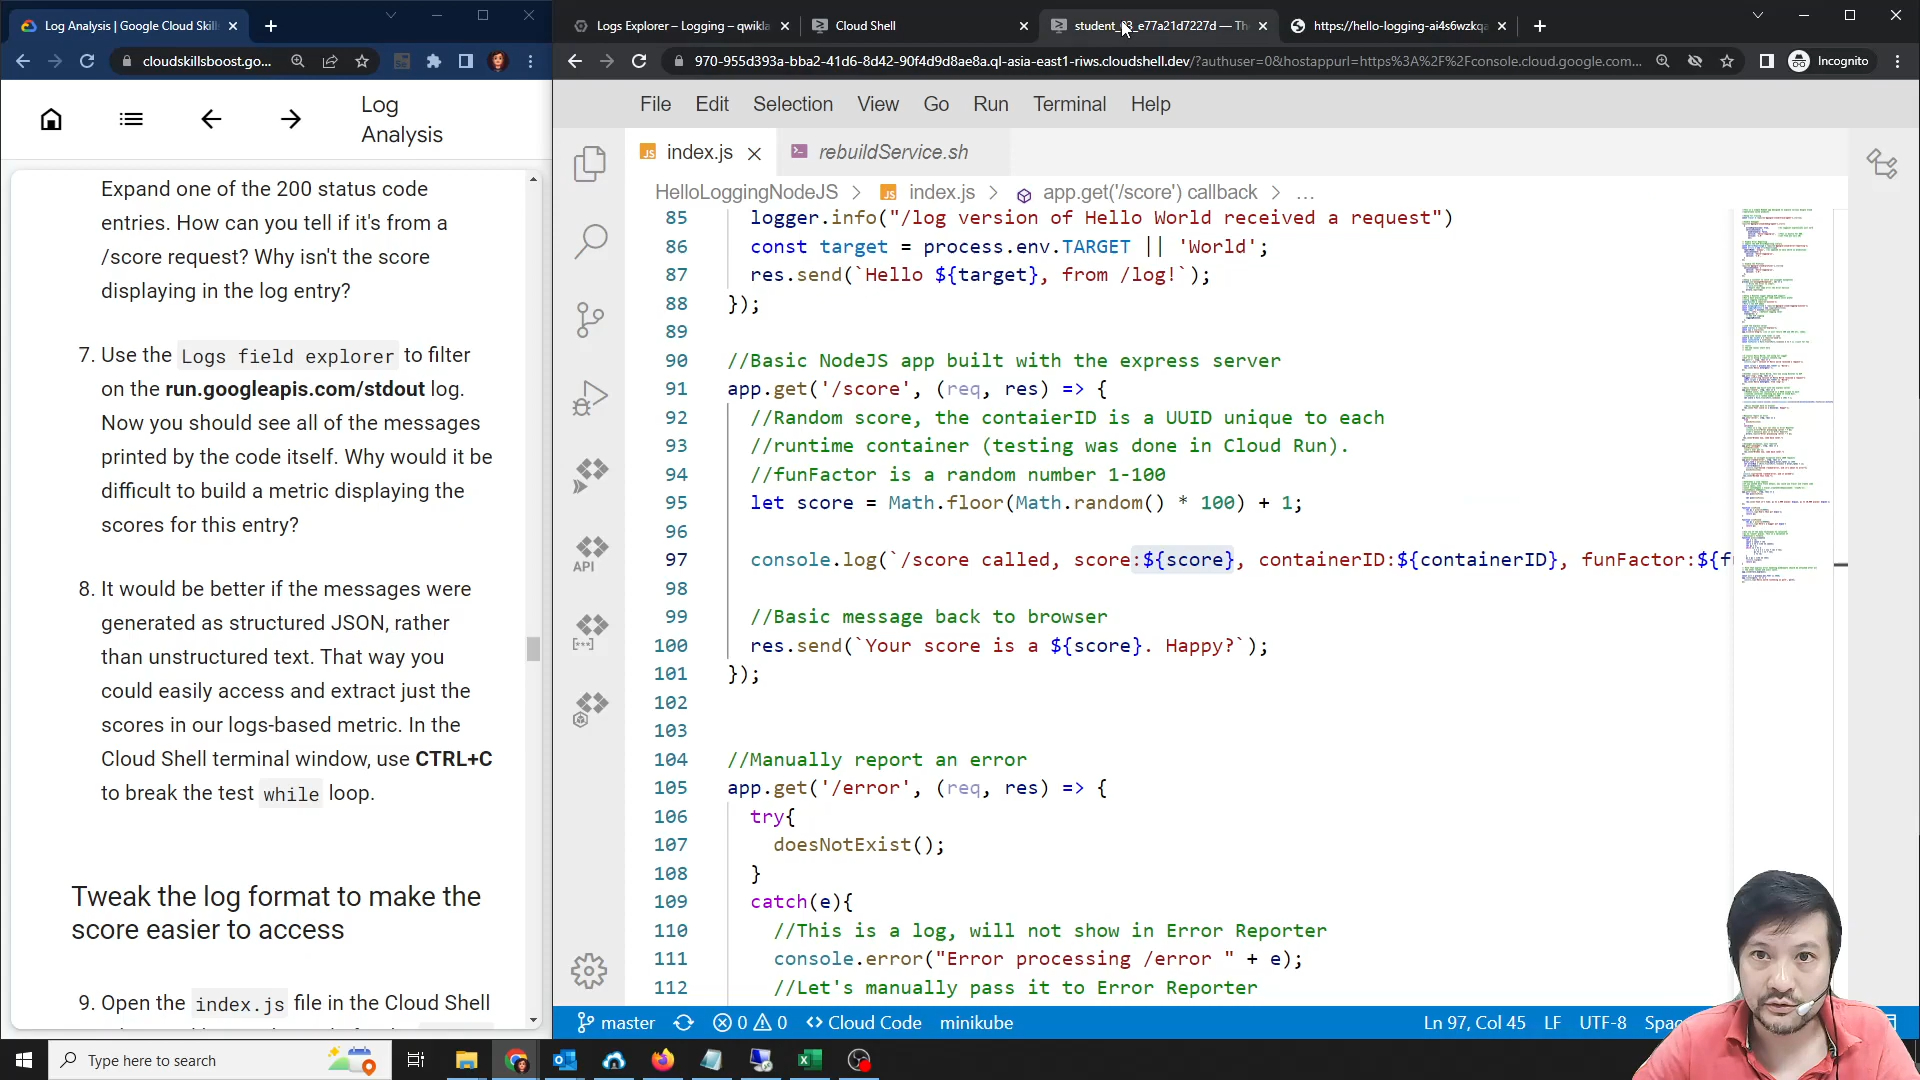 Log Analysis | Google Cloud Skill
cloudskillsboost.go...
Log
Analysis
Expand one of the 200 status code
entries. How can you tell if it's from a
/score request? Why isn't the score
displaying in the log entry?
7. Use the Logs field explorer to filter
on the run.googleapis.com/stdout log.
Now you should see all of the messages
printed by the code itself. Why would it be
difficult to build a metric displaying the
scores for this entry?
8. It would be better if the messages were
generated as structured JSON, rather
than unstructured text. That way you
could easily access and extract just the
scores in our logs-based metric. In the
Cloud Shell terminal window, use CTRL+C
to break the test while loop.
Tweak the log format to make the
score easier to access
9. Open the index.js file in the Cloud Shell
Logs Explorer – Logging – qwikla
Cloud Shell
student_03_e77a21d7227d — Th
https://hello-logging-ai4s6wzkqa
970-955d393a-bba2-41d6-8d42-90f4d9d8ae8a.ql-asia-east1-riws.cloudshell.dev/?authuser=0&hostappurl=https%3A%2F%2Fconsole.cloud.google.com...
Incognito
File Edit Selection View Go Run Terminal Help
index.js
rebuildService.sh
HelloLoggingNodeJS > index.js > app.get('/score') callback > ...
85 logger.info("/log version of Hello World received a request")
86 const target = process.env.TARGET || 'World';
87 res.send(`Hello ${target}, from /log!`);
88 });
89
90 //Basic NodeJS app built with the express server
91 app.get('/score', (req, res) => {
92 //Random score, the contaierID is a UUID unique to each
93 //runtime container (testing was done in Cloud Run).
94 //funFactor is a random number 1-100
95 let score = Math.floor(Math.random() * 100) + 1;
96
97 console.log(`/score called, score:${score}, containerID:${containerID}, funFactor:${f
98
99 //Basic message back to browser
100 res.send(`Your score is a ${score}. Happy?`);
101 });
102
103
104 //Manually report an error
105 app.get('/error', (req, res) => {
106 try{
107 doesNotExist();
108 }
109 catch(e){
110 //This is a log, will not show in Error Reporter
111 console.error("Error processing /error " + e);
112 //Let's manually pass it to Error Reporter
API
master 0 0 Cloud Code minikube
Ln 97, Col 45 LF UTF-8 Spac
Type here to search